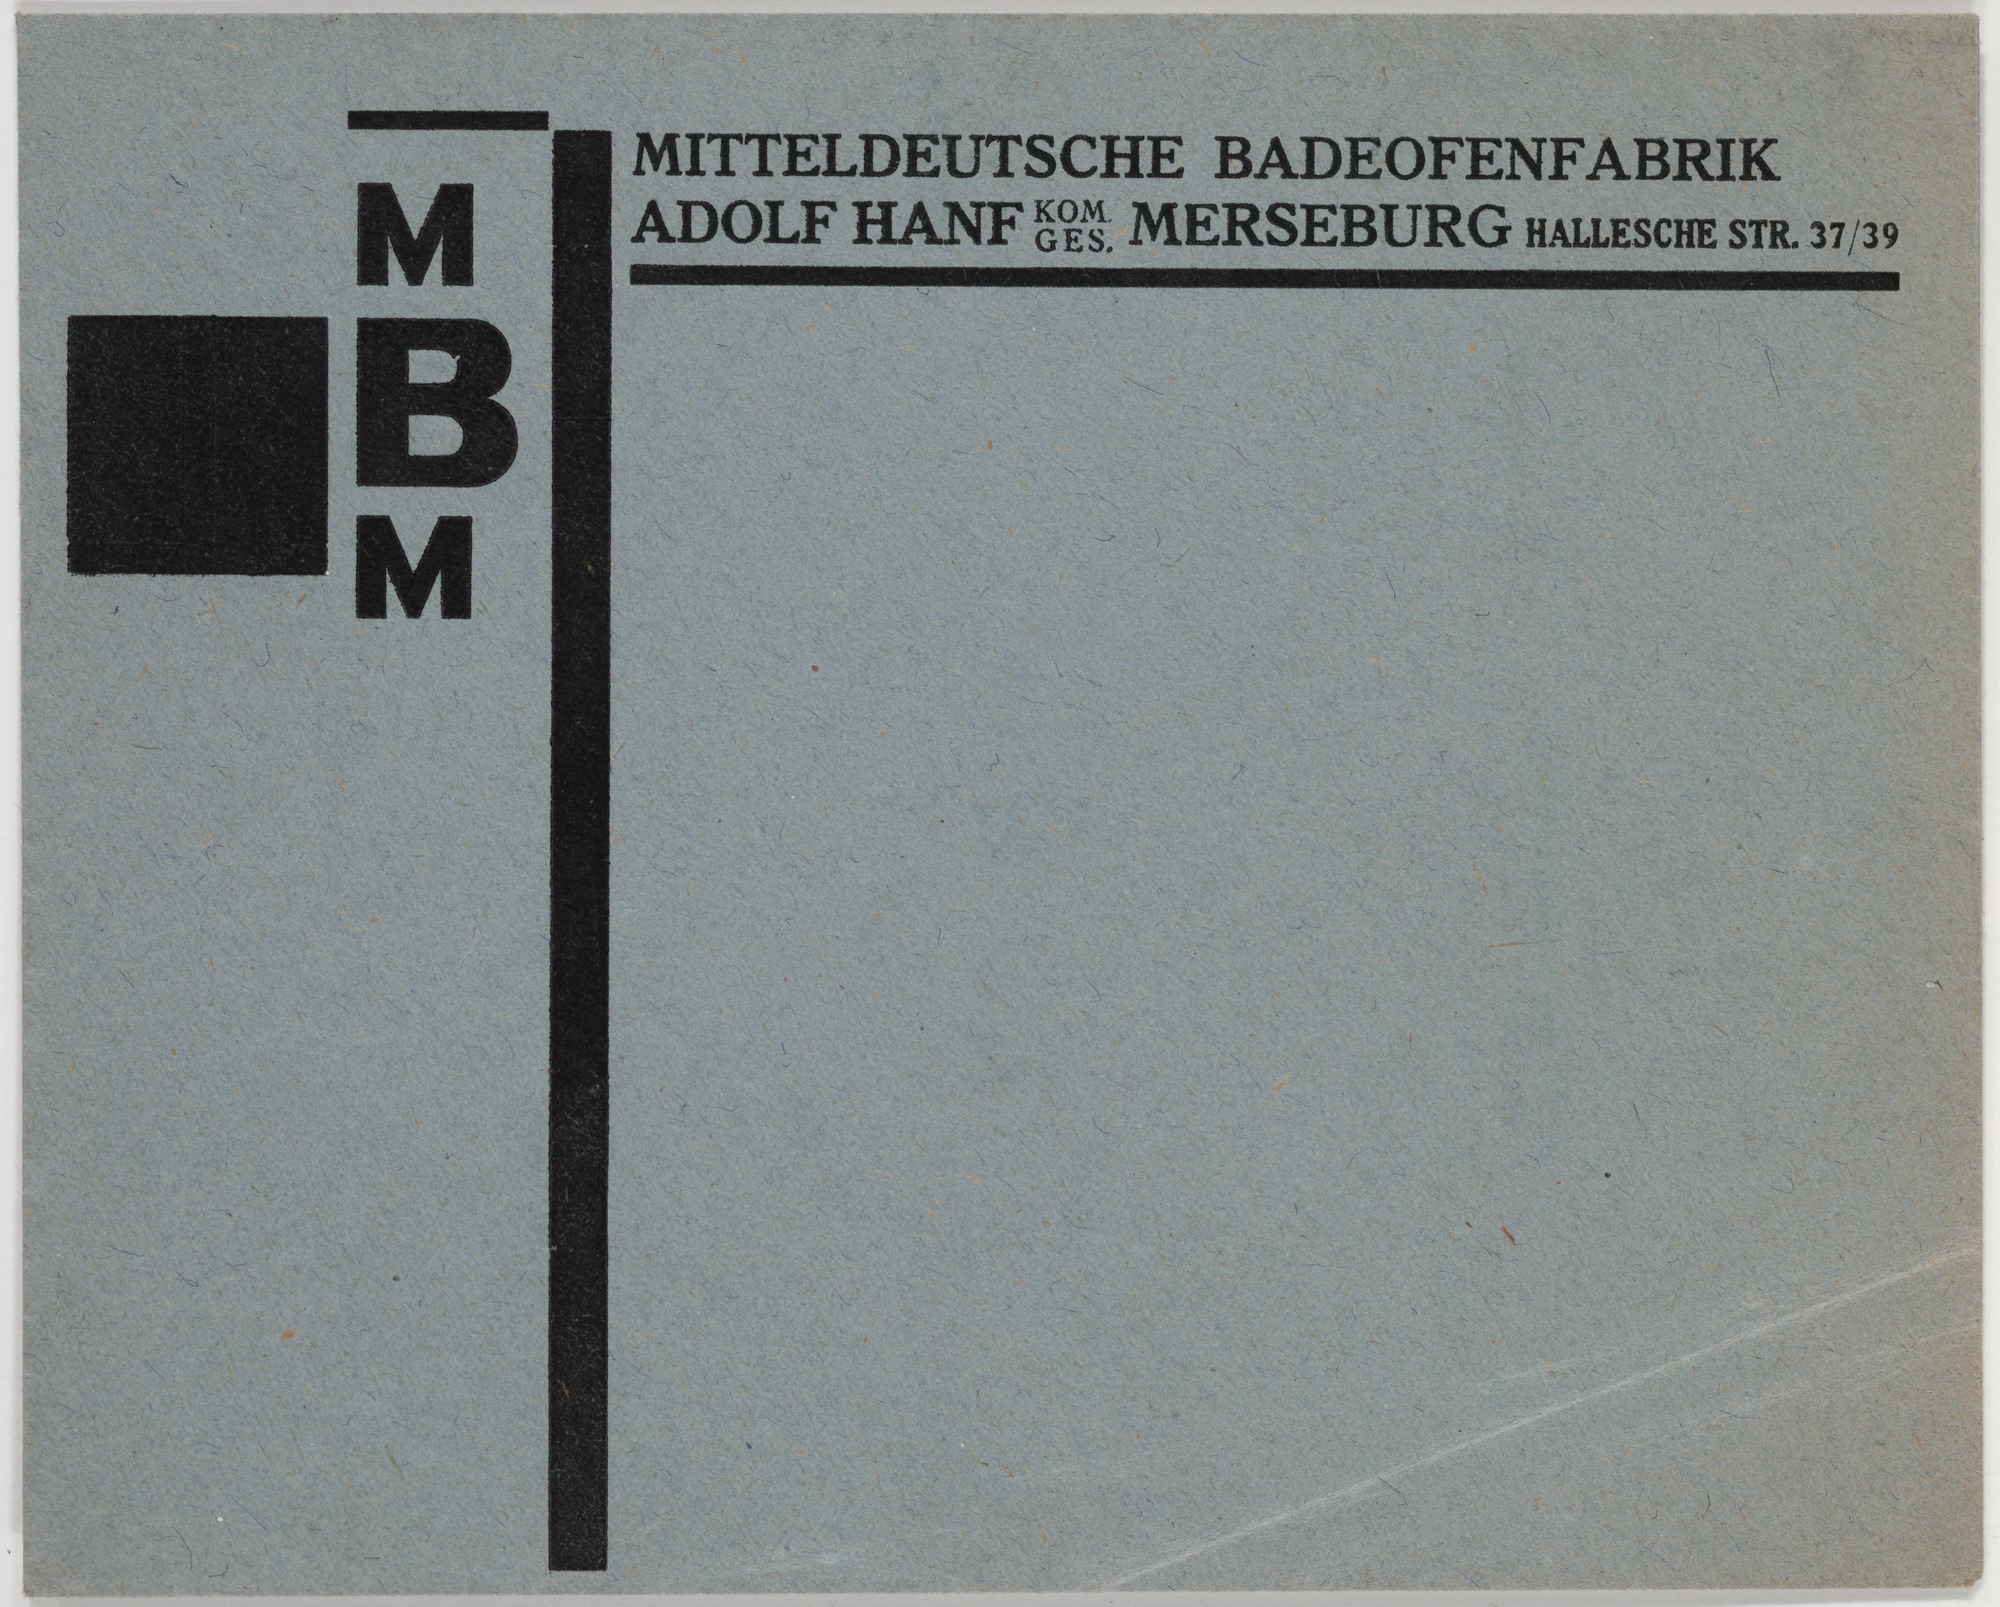 M
B
M
MITTELDEUTSCHE BADEOFENFABRIK
ADOLF HANF KOM. GES. MERSEBURG HALLESCHE STR. 37/39